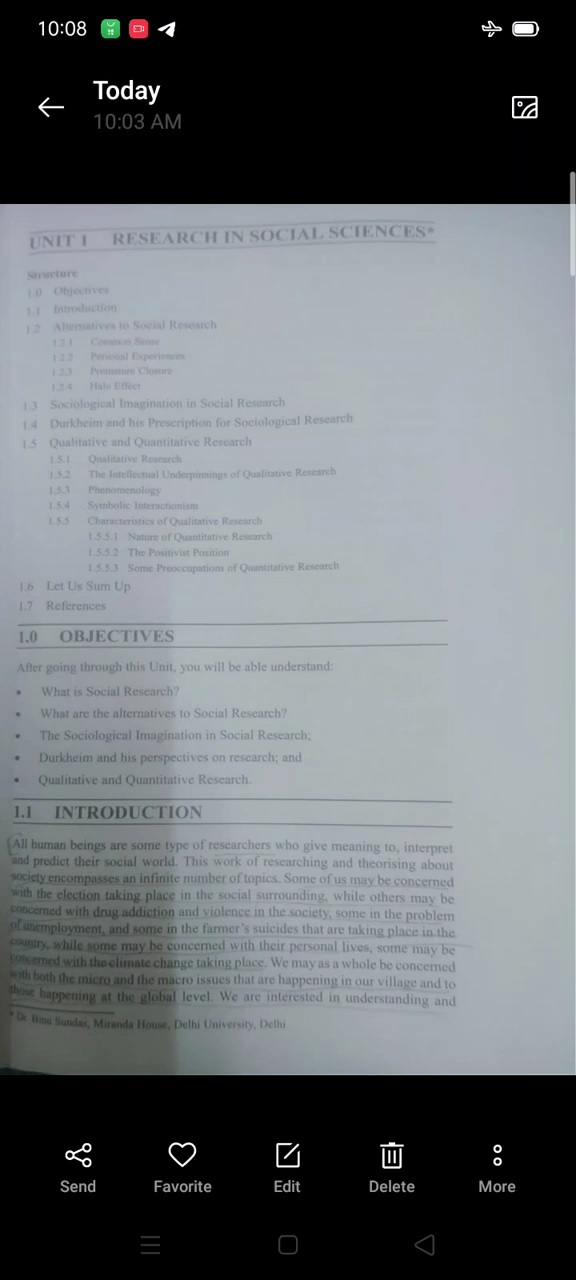 10:08
Today
10:03 AM
UNIT 1 RESEARCH IN SOCIAL SCIENCES*
Structure
1.0 Objectives
1.1 Introduction
1.2 Alternatives to Social Research
1.2.1 Common Sense
1.2.2 Personal Experiences
1.2.3 Premature Closure
1.2.4 Halo Effect
1.3 Sociological Imagination in Social Research
1.4 Durkheim and his Prescription for Sociological Research
1.5 Qualitative and Quantitative Research
1.5.1 Qualitative Research
1.5.2 The Intellectual Underpinnings of Qualitative Research
1.5.3 Phenomenology
1.5.4 Symbolic Interactionism
1.5.5 Characteristics of Qualitative Research
1.5.5.1 Nature of Quantitative Research
1.5.5.2 The Positivist Position
1.5.5.3 Some Preoccupations of Quantitative Research
1.6 Let Us Sum Up
1.7 References
1.0 OBJECTIVES
After going through this Unit, you will be able understand:
• What is Social Research?
• What are the alternatives to Social Research?
• The Sociological Imagination in Social Research;
• Durkheim and his perspectives on research; and
• Qualitative and Quantitative Research.
1.1 INTRODUCTION
All human beings are some type of researchers who give meaning to, interpret
and predict their social world. This work of researching and theorising about
society encompasses an infinite number of topics. Some of us may be concerned
with the election taking place in the social surrounding, while others may be
concerned with drug addiction and violence in the society, some in the problem
of unemployment, and some in the farmer's suicides that are taking place in the
country, while some may be concerned with their personal lives, some may be
concerned with the climate change taking place. We may as a whole be concerned
with both the micro and the macro issues that are happening in our village and to
those happening at the global level. We are interested in understanding and
* Dr. Sundas, Miranda House, Delhi University, Delhi
Send
Favorite
Edit
Delete
More